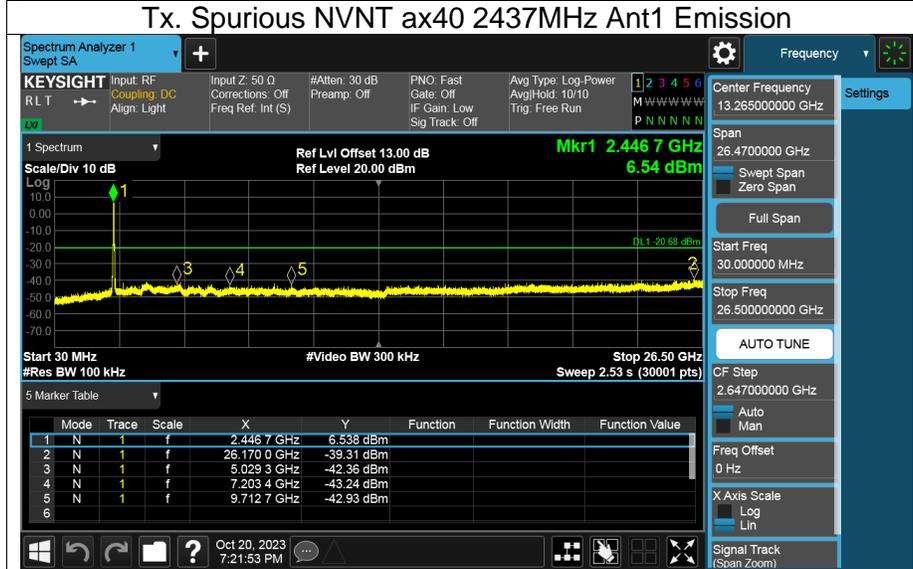 Tx. Spurious NVNT ax40 2437MHz Ant1 Emission
Spectrum Analyzer 1
Swept SA
+
Frequency
KEYSIGHT Input: RF Input Z: 50 Ω #Atten: 30 dB PNO: Fast Avg Type: Log-Power 1 2 3 4 5 6
RLT Coupling: DC Corrections: Off Preamp: Off Gate: Off Avg|Hold: 10/10 M W W W W W
Align: Light Freq Ref: Int (S) IF Gain: Low Trig: Free Run
LXI Sig Track: Off P N N N N N
Center Frequency
13.265000000 GHz
Settings
Span
26.4700000 GHz
Swept Span
Zero Span
Full Span
Start Freq
30.000000 MHz
Stop Freq
26.500000000 GHz
AUTO TUNE
CF Step
2.647000000 GHz
Auto
Man
Freq Offset
0 Hz
X Axis Scale
Log
Lin
Signal Track
(Span Zoom)
1 Spectrum
Ref Lvl Offset 13.00 dB Mkr1 2.446 7 GHz
Scale/Div 10 dB Ref Level 20.00 dBm 6.54 dBm
Log
10.0
0.00
-10.0
-20.0
-30.0
-40.0
-50.0
-60.0
-70.0
1
DL1 -20.68 dBm
3
4
5
2
Start 30 MHz #Video BW 300 kHz Stop 26.50 GHz
#Res BW 100 kHz Sweep 2.53 s (30001 pts)
5 Marker Table
Mode Trace Scale X Y Function Function Width Function Value
1 N 1 f 2.446 7 GHz 6.538 dBm
2 N 1 f 26.170 0 GHz -39.31 dBm
3 N 1 f 5.029 3 GHz -42.36 dBm
4 N 1 f 7.203 4 GHz -43.24 dBm
5 N 1 f 9.712 7 GHz -42.93 dBm
6
? Oct 20, 2023
7:21:53 PM